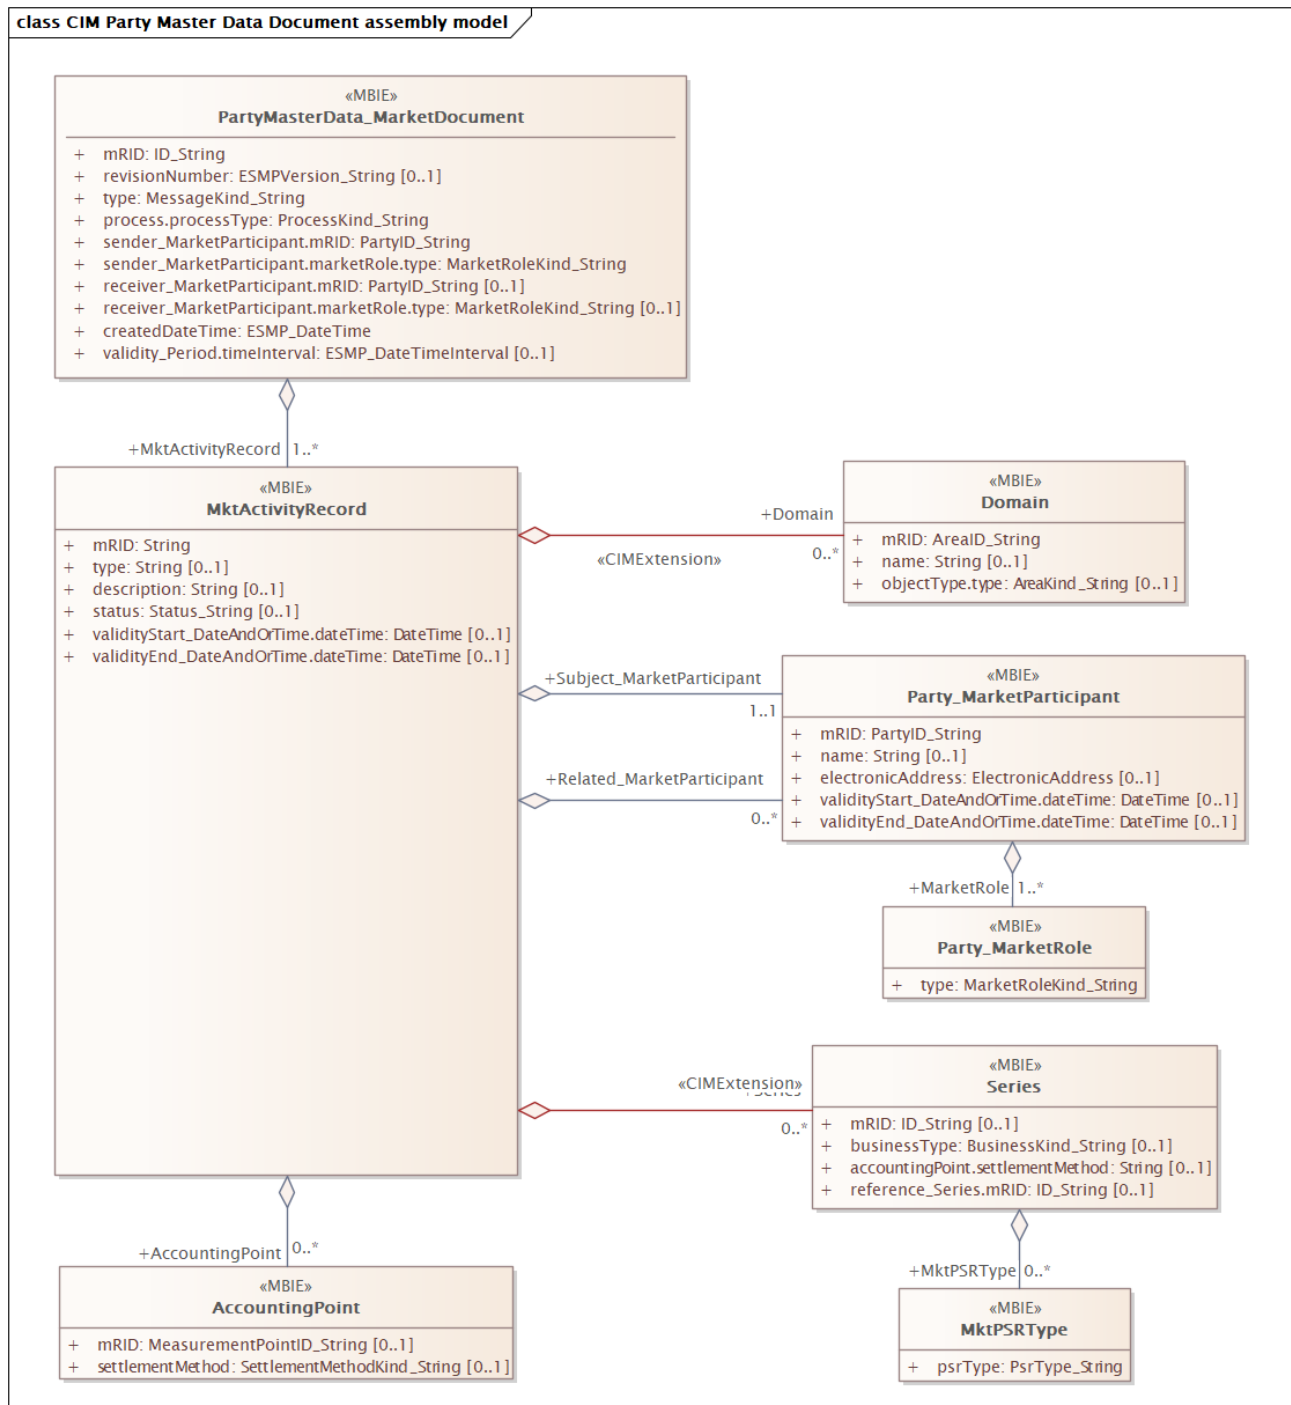 class CIM Party Master Data Document assembly model
«MBIE»
PartyMasterData_MarketDocument
+ mRID: ID_String
+ revisionNumber: ESMPVersion_String [0..1]
+ type: MessageKind_String
+ process.processType: ProcessKind_String
+ sender_MarketParticipant.mRID: PartyID_String
+ sender_MarketParticipant.marketRole.type: MarketRoleKind_String
+ receiver_MarketParticipant.mRID: PartyID_String [0..1]
+ receiver_MarketParticipant.marketRole.type: MarketRoleKind_String [0..1]
+ createdDateTime: ESMP_DateTime
+ validity_Period.timeInterval: ESMP_DateTimeInterval [0..1]
+MktActivityRecord 1..*
«MBIE»
MktActivityRecord
+ mRID: String
+ type: String [0..1]
+ description: String [0..1]
+ status: Status_String [0..1]
+ validityStart_DateAndOrTime.dateTime: DateTime [0..1]
+ validityEnd_DateAndOrTime.dateTime: DateTime [0..1]
+Domain
«CIMExtension»
0..*
«MBIE»
Domain
+ mRID: AreaID_String
+ name: String [0..1]
+ objectType.type: AreaKind_String [0..1]
+Subject_MarketParticipant
1..1
+Related_MarketParticipant
0..*
«MBIE»
Party_MarketParticipant
+ mRID: PartyID_String
+ name: String [0..1]
+ electronicAddress: ElectronicAddress [0..1]
+ validityStart_DateAndOrTime.dateTime: DateTime [0..1]
+ validityEnd_DateAndOrTime.dateTime: DateTime [0..1]
+MarketRole 1..*
«MBIE»
Party_MarketRole
+ type: MarketRoleKind_String
«CIMExtension»
+Series
0..*
«MBIE»
Series
+ mRID: ID_String [0..1]
+ businessType: BusinessKind_String [0..1]
+ accountingPoint.settlementMethod: String [0..1]
+ reference_Series.mRID: ID_String [0..1]
+MktPSRType 0..*
«MBIE»
MktPSRType
+ psrType: PsrType_String
+AccountingPoint 0..*
«MBIE»
AccountingPoint
+ mRID: MeasurementPointID_String [0..1]
+ settlementMethod: SettlementMethodKind_String [0..1]